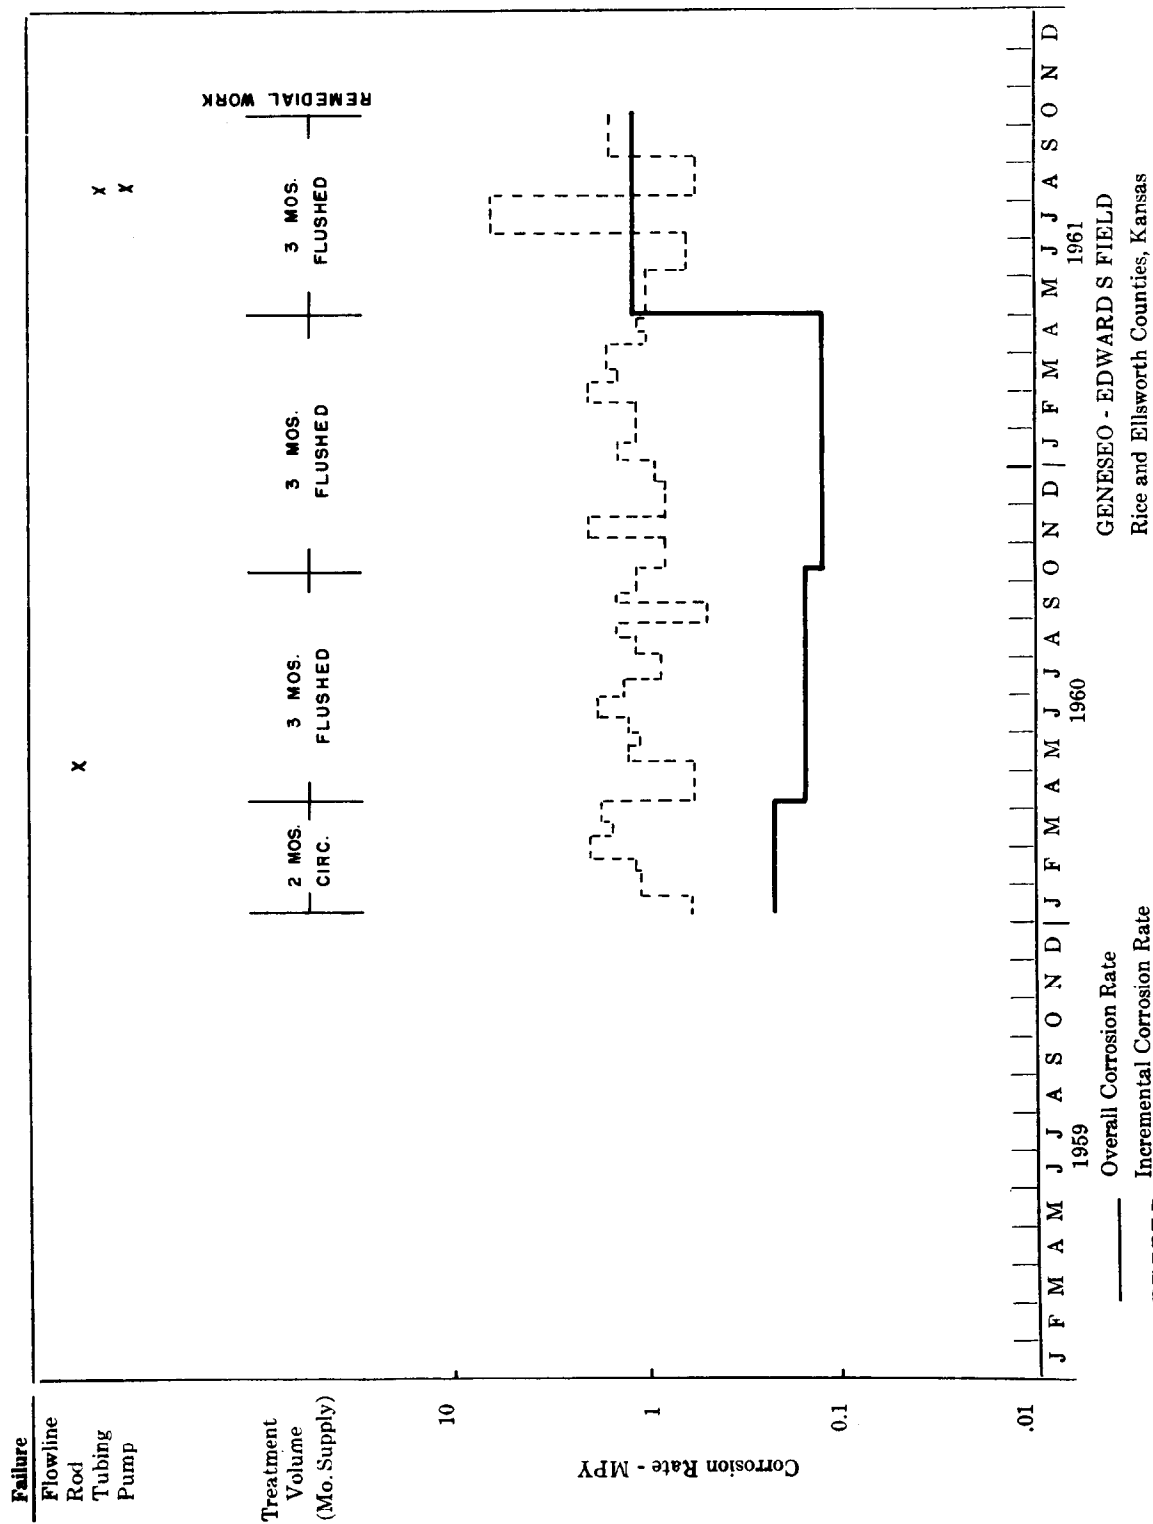 Failure
Flowline
Rod
Tubing
Pump
X
X
X
Treatment
Volume
(Mo. Supply)
2 MOS.
CIRC.
3 MOS.
FLUSHED
3 MOS.
FLUSHED
3 MOS.
FLUSHED
REMEDIAL WORK
Corrosion Rate - MPY
10
1
0.1
.01
J F M A M J J A S O N D J F M A M J J A S O N D J F M A M J J A S O N D
1959 1960 1961
Overall Corrosion Rate
Incremental Corrosion Rate
GENESEO - EDWARDS FIELD
Rice and Ellsworth Counties, Kansas